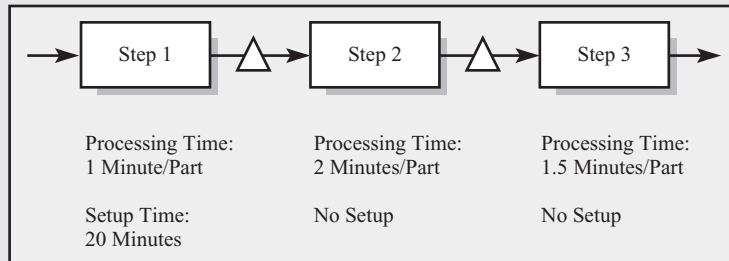 Step 1
Step 2
Step 3
Processing Time:
1 Minute/Part
Setup Time:
20 Minutes
Processing Time:
2 Minutes/Part
No Setup
Processing Time:
1.5 Minutes/Part
No Setup